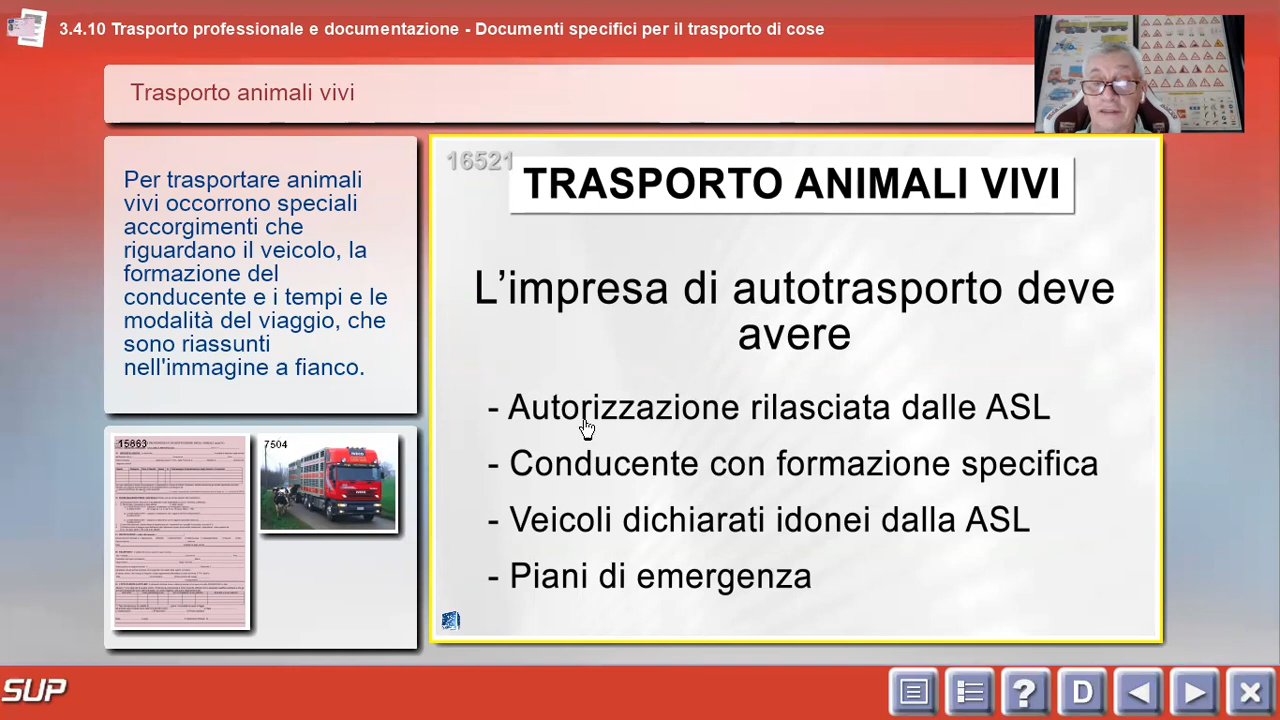 3.4.10 Trasporto professionale e documentazione - Documenti specifici per il trasporto di cose
Trasporto animali vivi
Per trasportare animali
vivi occorrono speciali
accorgimenti che
riguardano il veicolo, la
formazione del
conducente e i tempi e le
modalità del viaggio, che
sono riassunti
nell'immagine a fianco.
15863
7504
16521
TRASPORTO ANIMALI VIVI
L’impresa di autotrasporto deve
avere
- Autorizzazione rilasciata dalle ASL
- Conducente con formazione specifica
- Veicoli dichiarati idonei dalla ASL
- Piani di emergenza
SUP
?
D